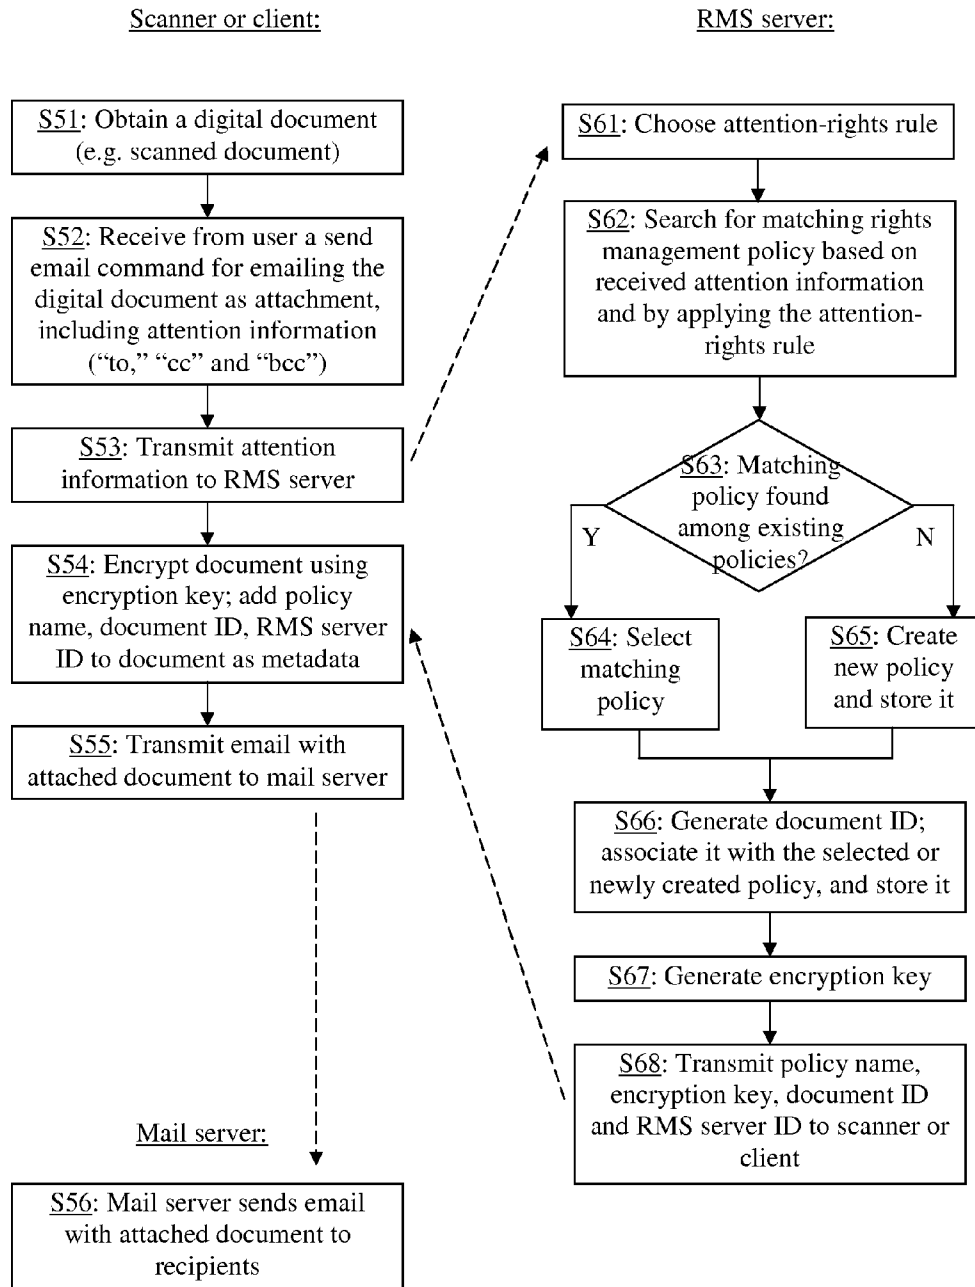 Scanner or client:
S51: Obtain a digital document
(e.g. scanned document)
S52: Receive from user a send
email command for emailing the
digital document as attachment,
including attention information
(“to,” “cc” and “bcc”)
S53: Transmit attention
information to RMS server
S54: Encrypt document using
encryption key; add policy
name, document ID, RMS server
ID to document as metadata
S55: Transmit email with
attached document to mail server
Mail server:
S56: Mail server sends email
with attached document to
recipients
RMS server:
S61: Choose attention-rights rule
S62: Search for matching rights
management policy based on
received attention information
and by applying the attention-
rights rule
S63: Matching
policy found
among existing
policies?
Y
N
S64: Select
matching
policy
S65: Create
new policy
and store it
S66: Generate document ID;
associate it with the selected or
newly created policy, and store it
S67: Generate encryption key
S68: Transmit policy name,
encryption key, document ID
and RMS server ID to scanner or
client